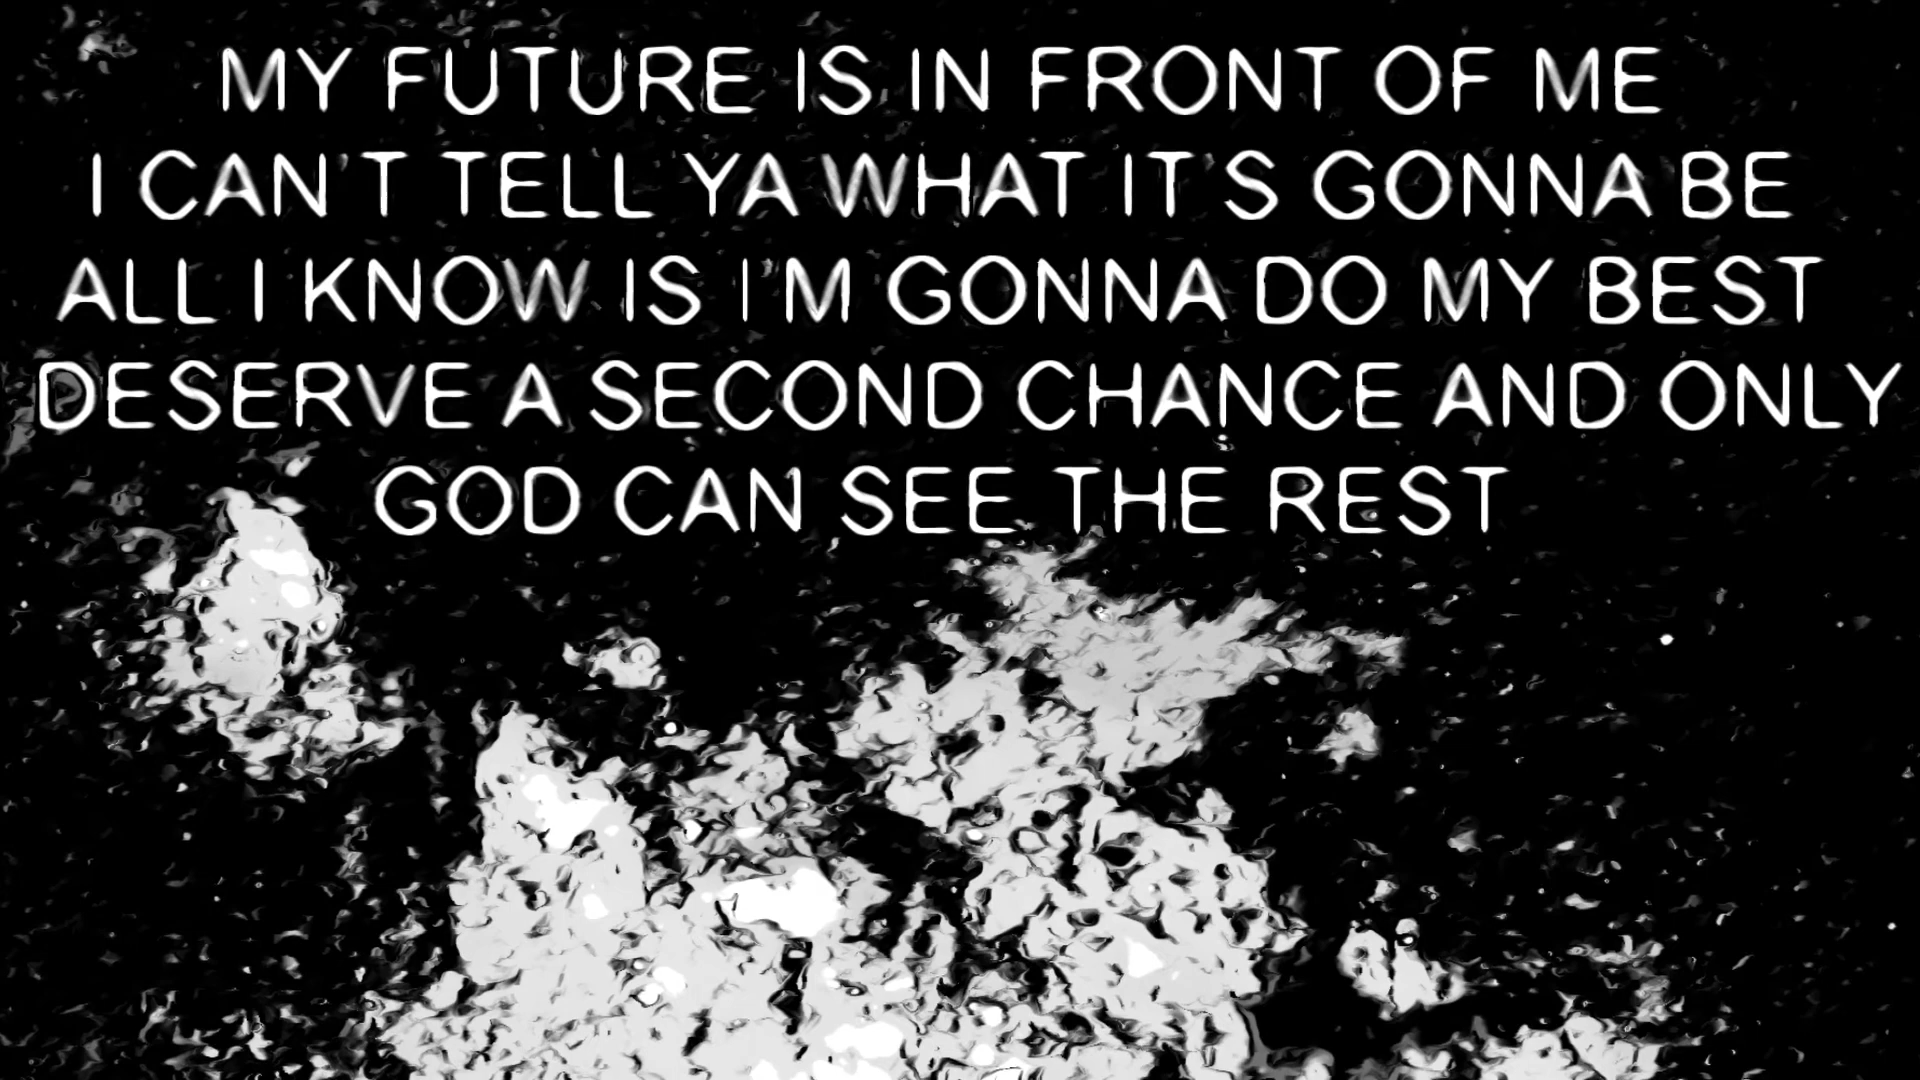 MY FUTURE IS IN FRONT OF ME
I CAN'T TELL YA WHAT IT'S GONNA BE
ALL I KNOW IS I'M GONNA DO MY BEST
DESERVE A SECOND CHANCE AND ONLY
GOD CAN SEE THE REST